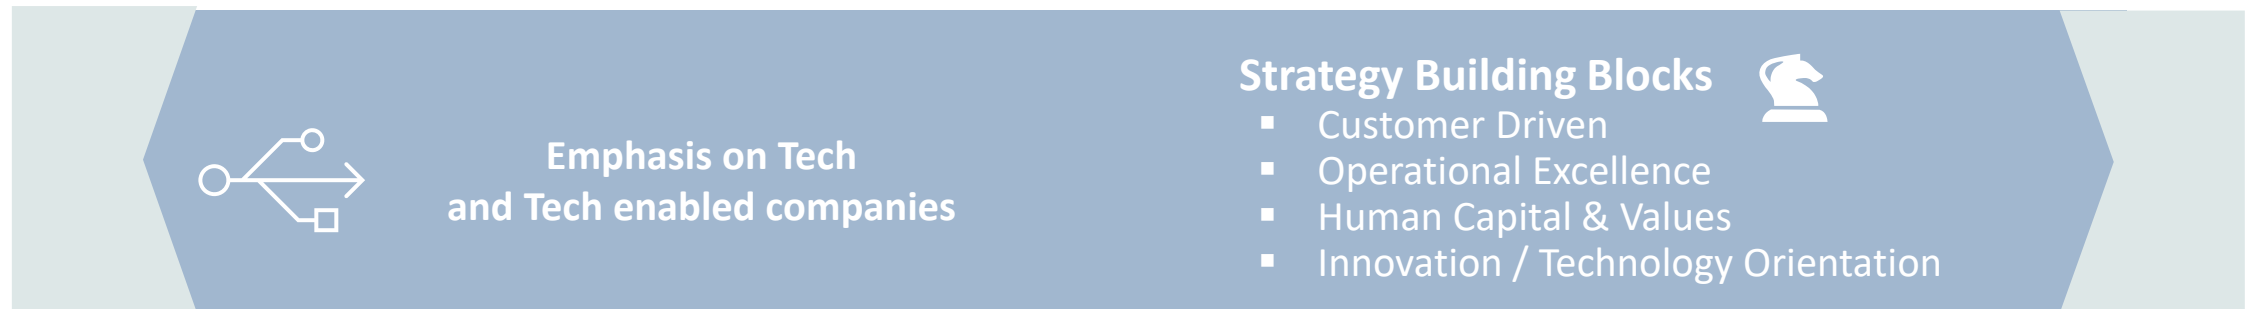 Emphasis on Tech
and Tech enabled companies
Strategy Building Blocks
▪ Customer Driven
▪ Operational Excellence
▪ Human Capital & Values
▪ Innovation / Technology Orientation